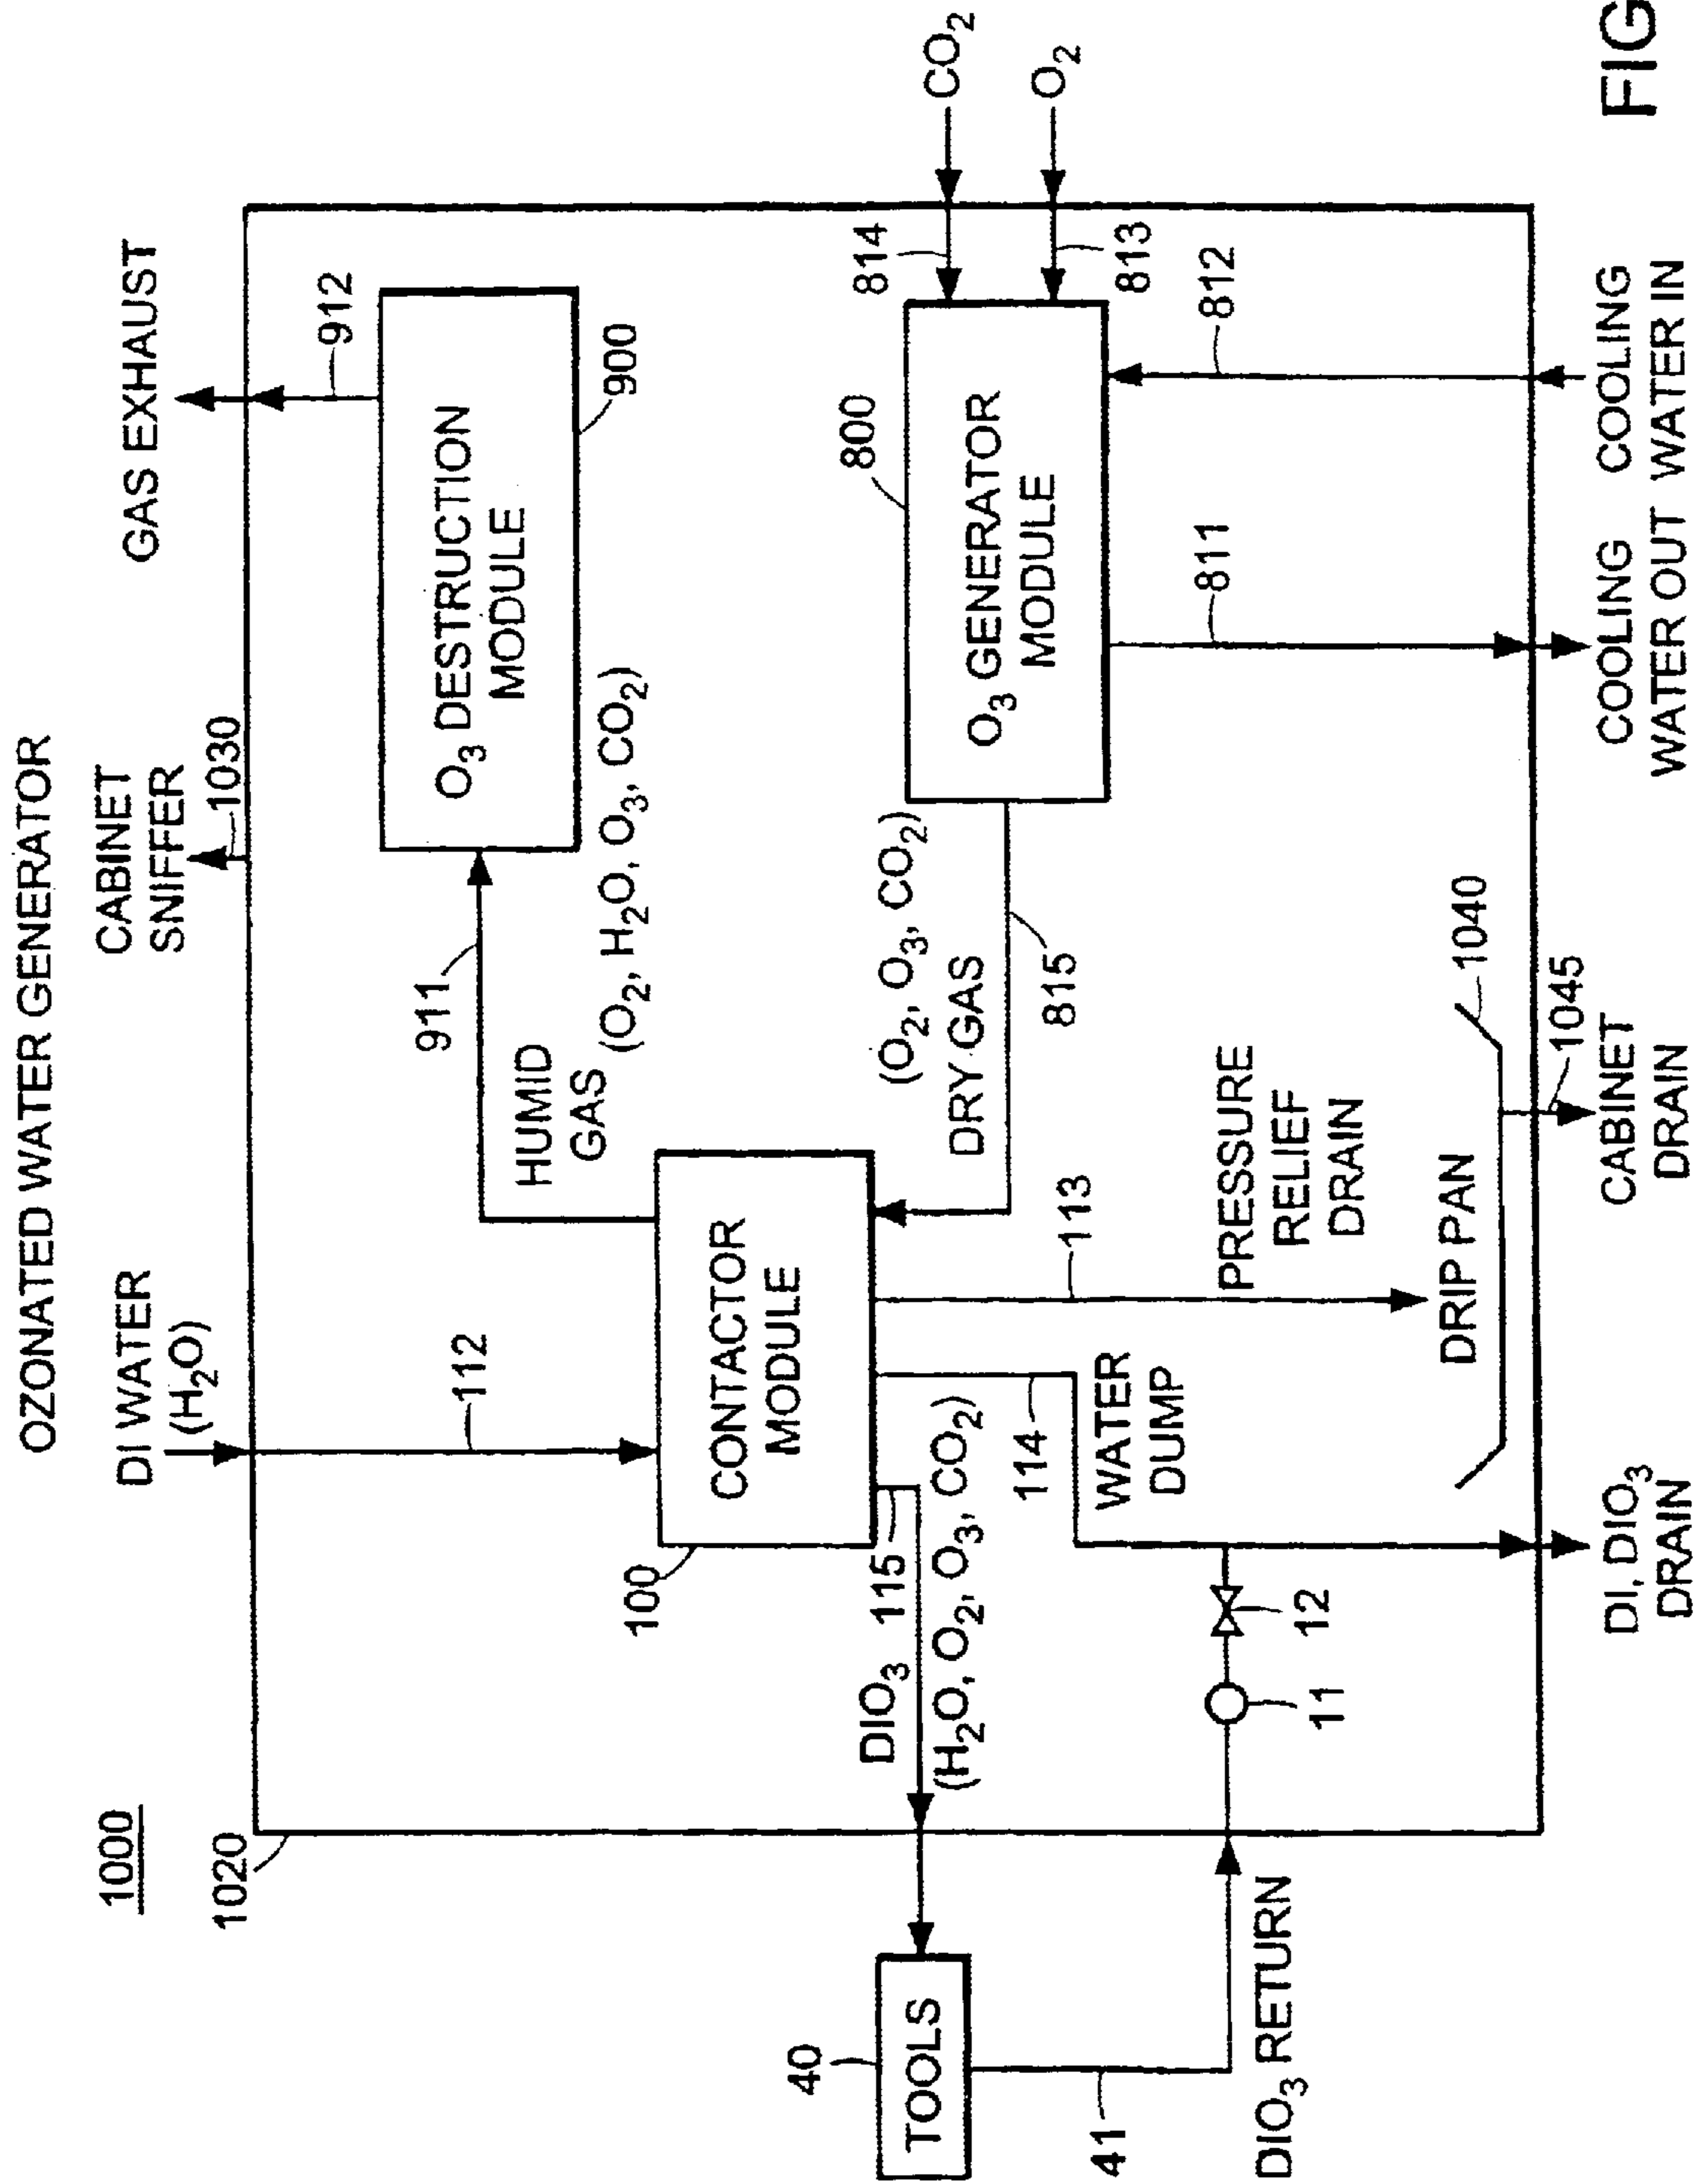 OZONATED WATER GENERATOR
1000
1020
DI WATER
(H₂O)
CABINET
SNIFFER
1030
GAS EXHAUST
912
112
911
HUMID
GAS
(O₂, H₂O, O₃, CO₂)
O₃ DESTRUCTION
MODULE
900
100
CONTACTOR
MODULE
800
O₃ GENERATOR
MODULE
814
CO₂
813
O₂
40
TOOLS
41
DIO₃ RETURN
DIO₃
115
(H₂O, O₂, O₃, CO₂)
114
WATER
DUMP
113
PRESSURE
RELIEF
DRAIN
(O₂, O₃, CO₂)
DRY GAS
815
811
812
11
12
DRIP PAN
1040
1045
DI, DIO₃
DRAIN
CABINET
DRAIN
COOLING
WATER OUT
COOLING
WATER IN
FIG